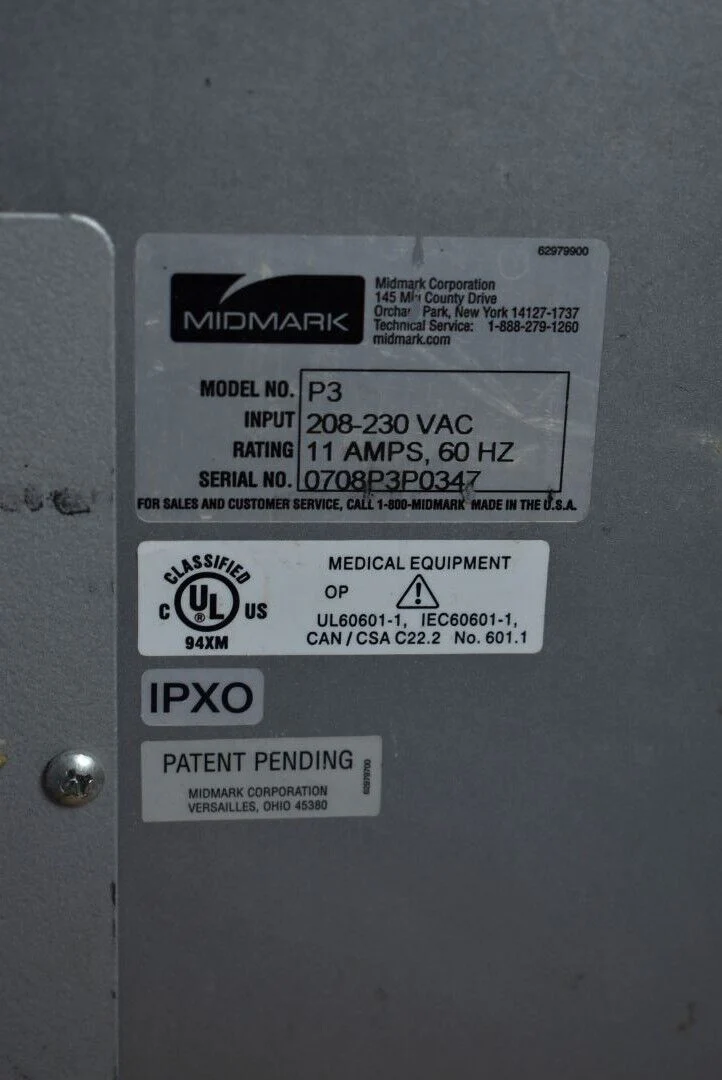 62979900
MIDMARK
Midmark Corporation
145 County Drive
Park, New York 14127-1737
Technical Service: 1-888-279-1260
midmark.com
MODEL NO. P3
INPUT 208-230 VAC
RATING 11 AMPS, 60 HZ
SERIAL NO. 0708P3P0347
FOR SALES AND CUSTOMER SERVICE, CALL 1-800-MIDMARK MADE IN THE U.S.A.
CLASSIFIED
C UL ® US
94XM
MEDICAL EQUIPMENT
OP
UL60601-1, IEC60601-1,
CAN / CSA C22.2 No. 601.1
IPXO
PATENT PENDING
62979700
MIDMARK CORPORATION
VERSAILLES, OHIO 45380